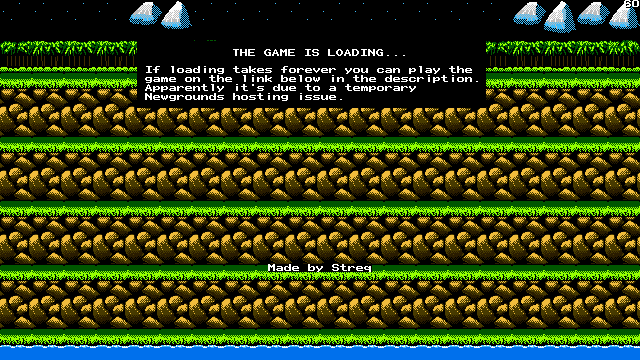 60
THE GAME IS LOADING...
If loading takes forever you can play the
game on the link below in the description.
Apparently it's due to a temporary
Newgrounds hosting issue.
Made by Streq